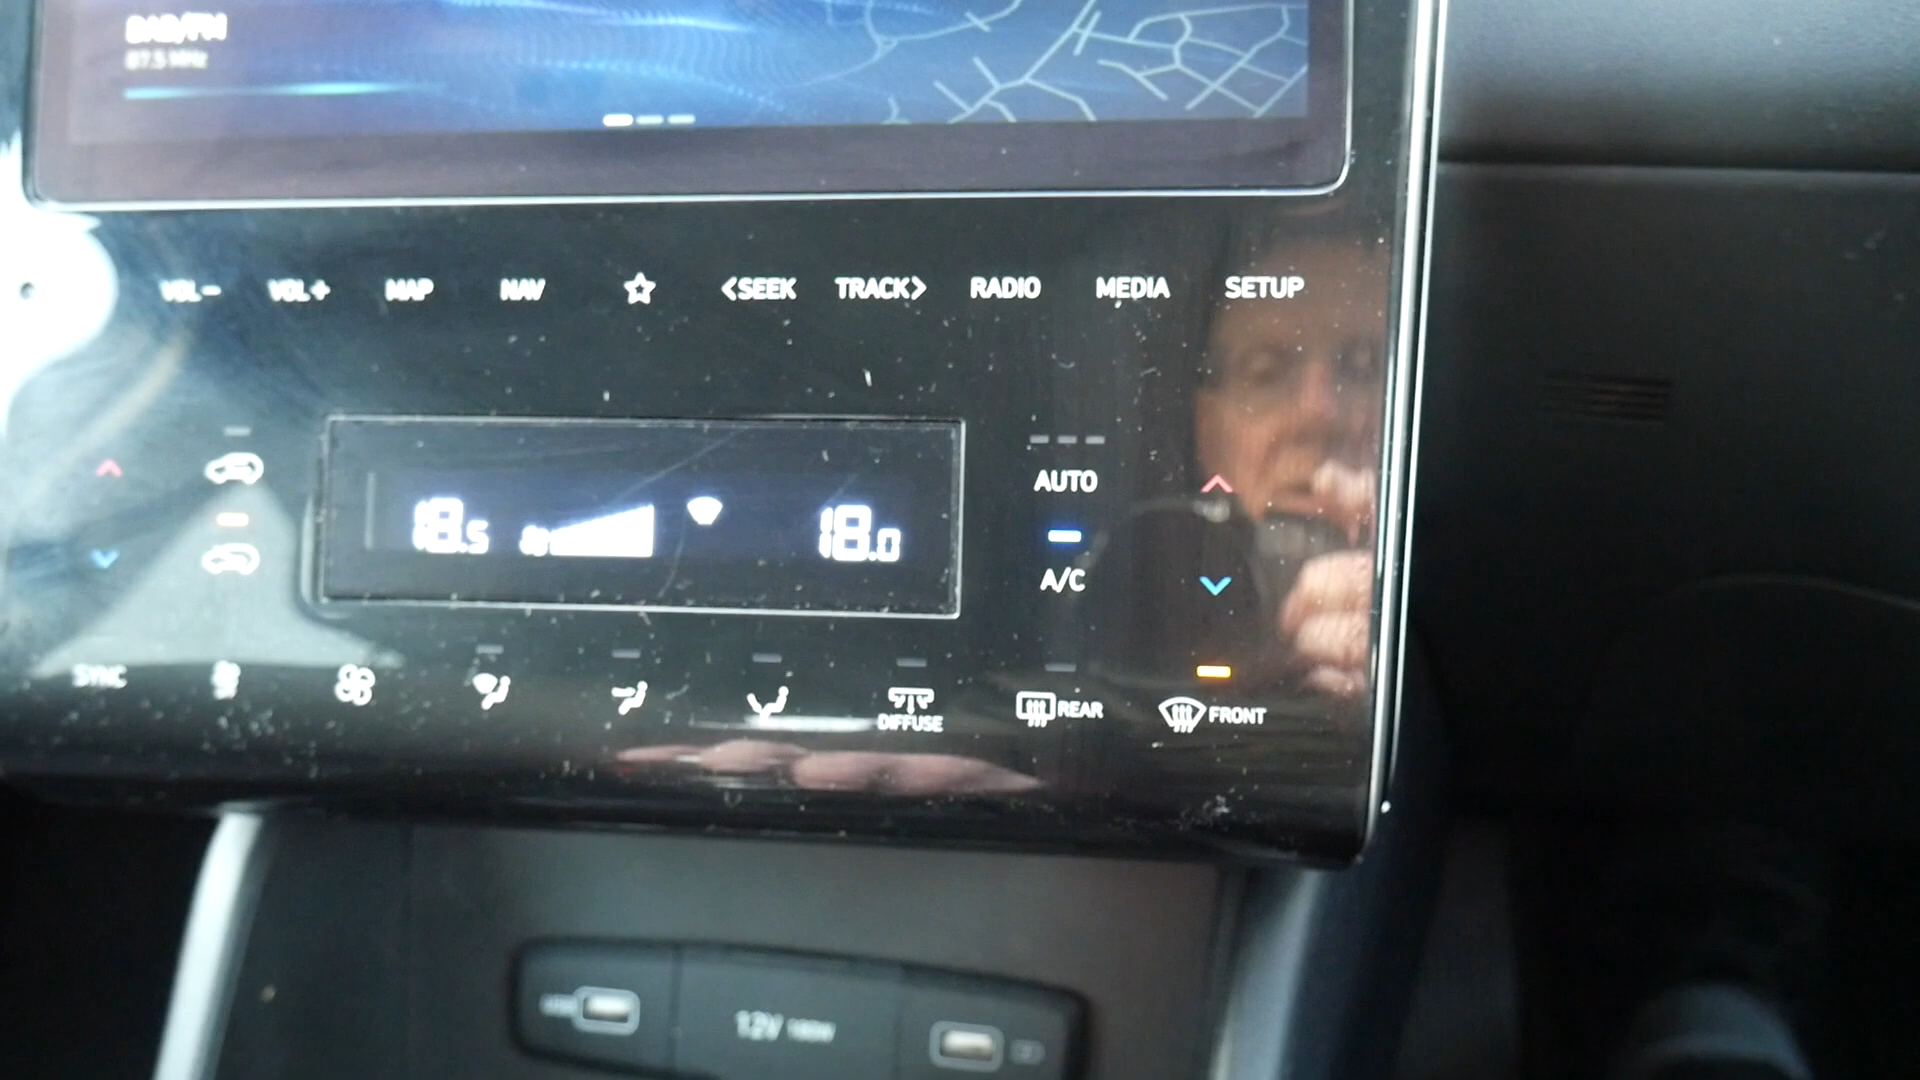 DAB/FM
87.5 MHz
VOL- VOL+ MAP NAV <SEEK TRACK> RADIO MEDIA SETUP
AUTO
18.5 18.0
A/C
SYNC
DIFFUSE REAR FRONT
12V 180W